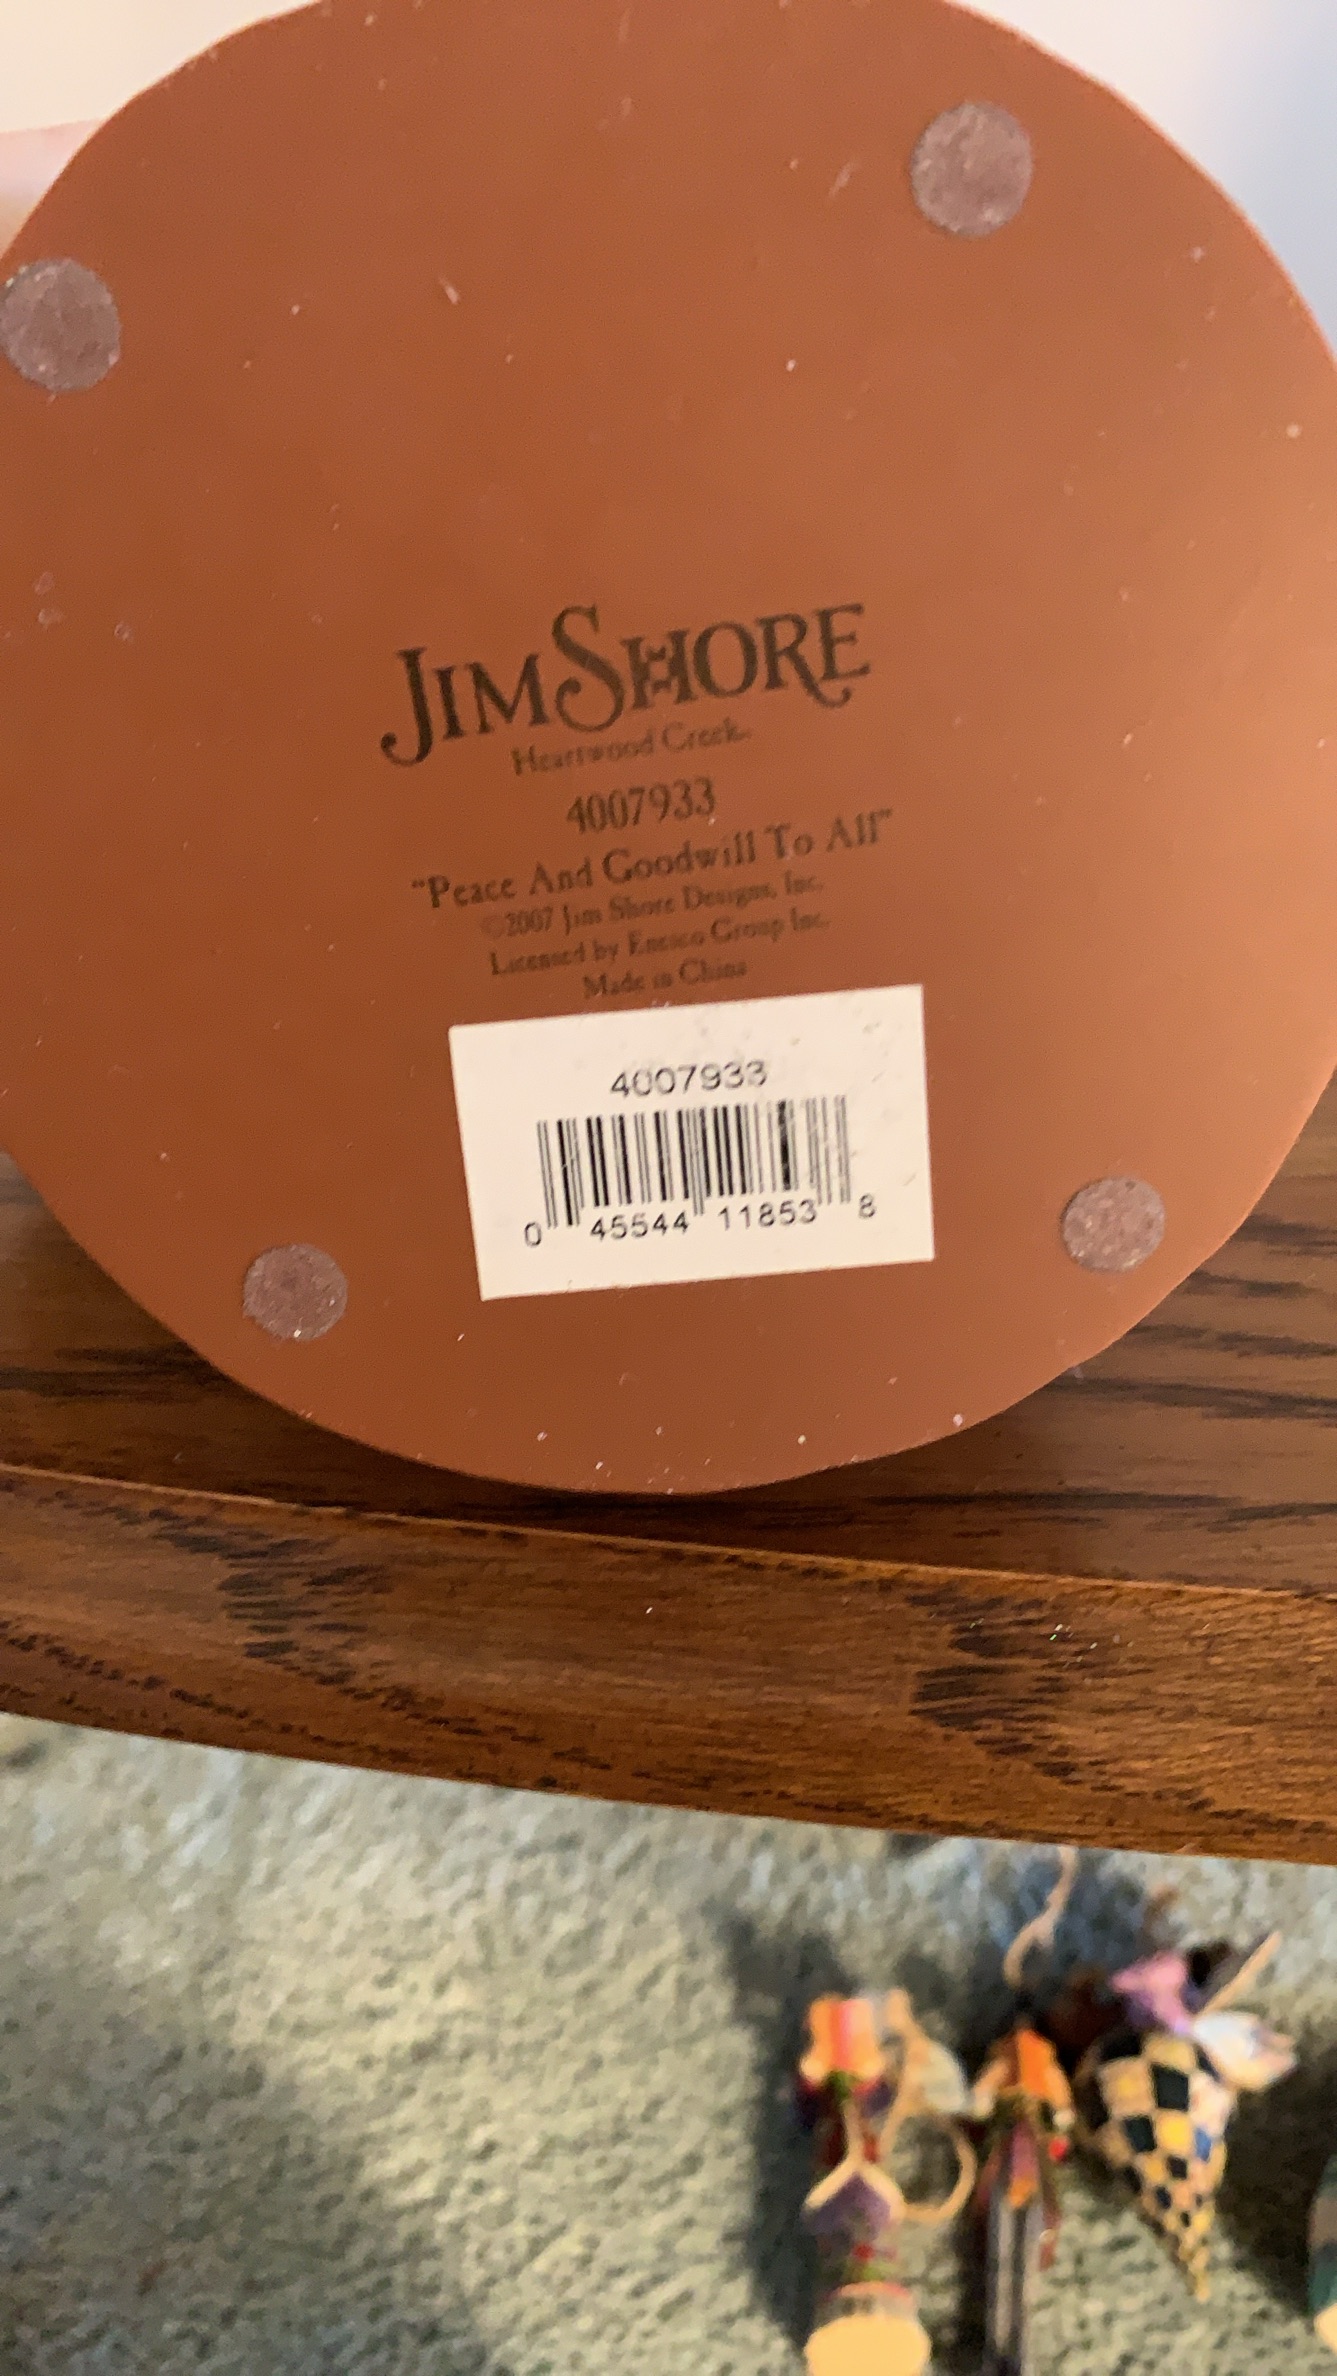 JIM SHORE
Heartwood Creek™
4007933
"Peace And Goodwill To All"
©2007 Jim Shore Designs, Inc.
Licensed by Enesco Group Inc.
Made in China
4007933
0 45544 11853 8